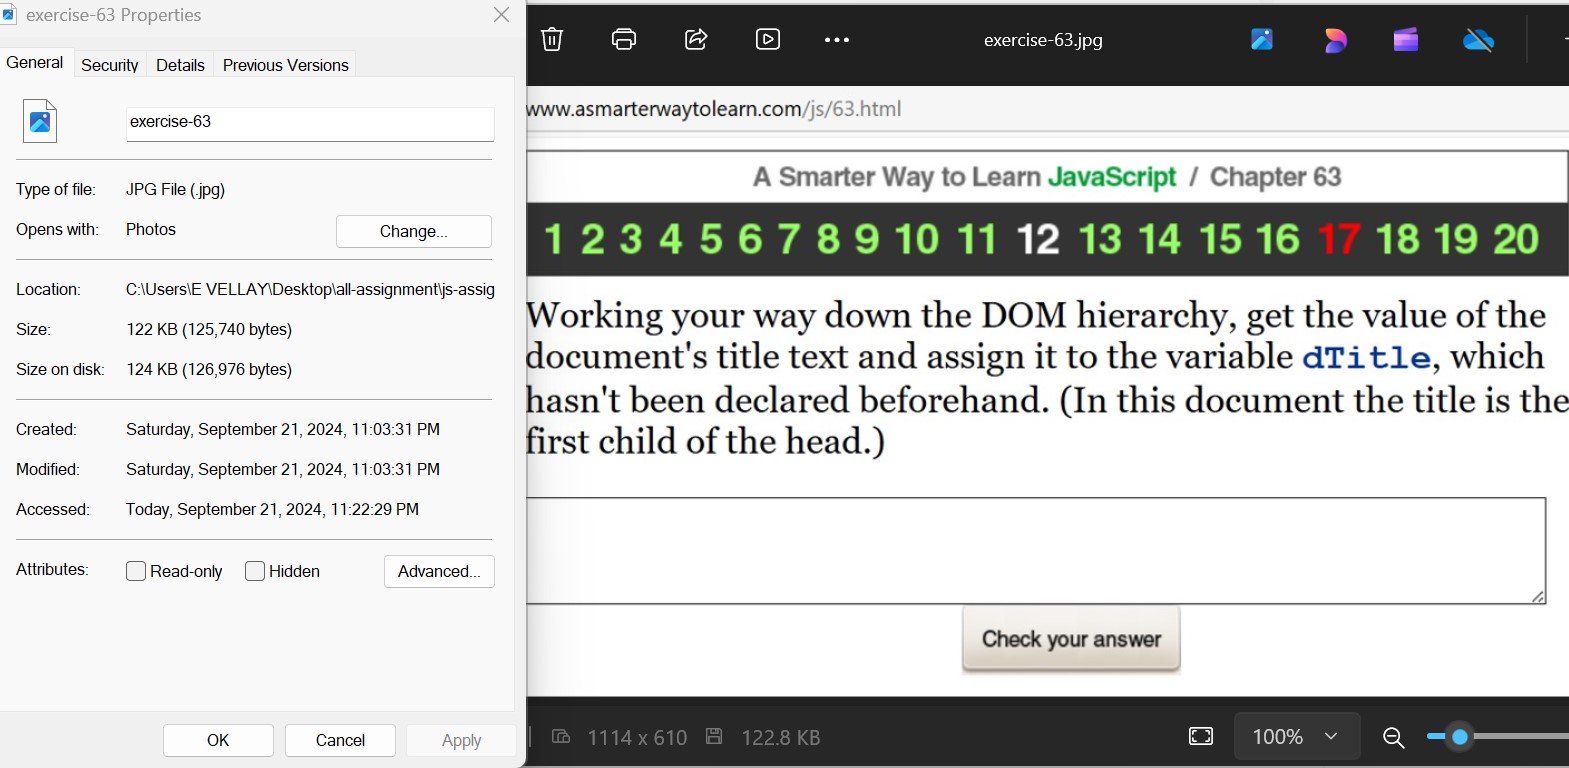 exercise-63 Properties
General Security Details Previous Versions
exercise-63
Type of file: JPG File (.jpg)
Opens with: Photos Change...
Location: C:\Users\E VELLAY\Desktop\all-assignment\js-assig
Size: 122 KB (125,740 bytes)
Size on disk: 124 KB (126,976 bytes)
Created: Saturday, September 21, 2024, 11:03:31 PM
Modified: Saturday, September 21, 2024, 11:03:31 PM
Accessed: Today, September 21, 2024, 11:22:29 PM
Attributes: Read-only Hidden Advanced...
OK Cancel Apply
exercise-63.jpg
www.asmarterwaytolearn.com/js/63.html
A Smarter Way to Learn JavaScript / Chapter 63
1 2 3 4 5 6 7 8 9 10 11 12 13 14 15 16 17 18 19 20
Working your way down the DOM hierarchy, get the value of the
document's title text and assign it to the variable dTitle, which
hasn't been declared beforehand. (In this document the title is the
first child of the head.)
Check your answer
1114 x 610 122.8 KB 100%